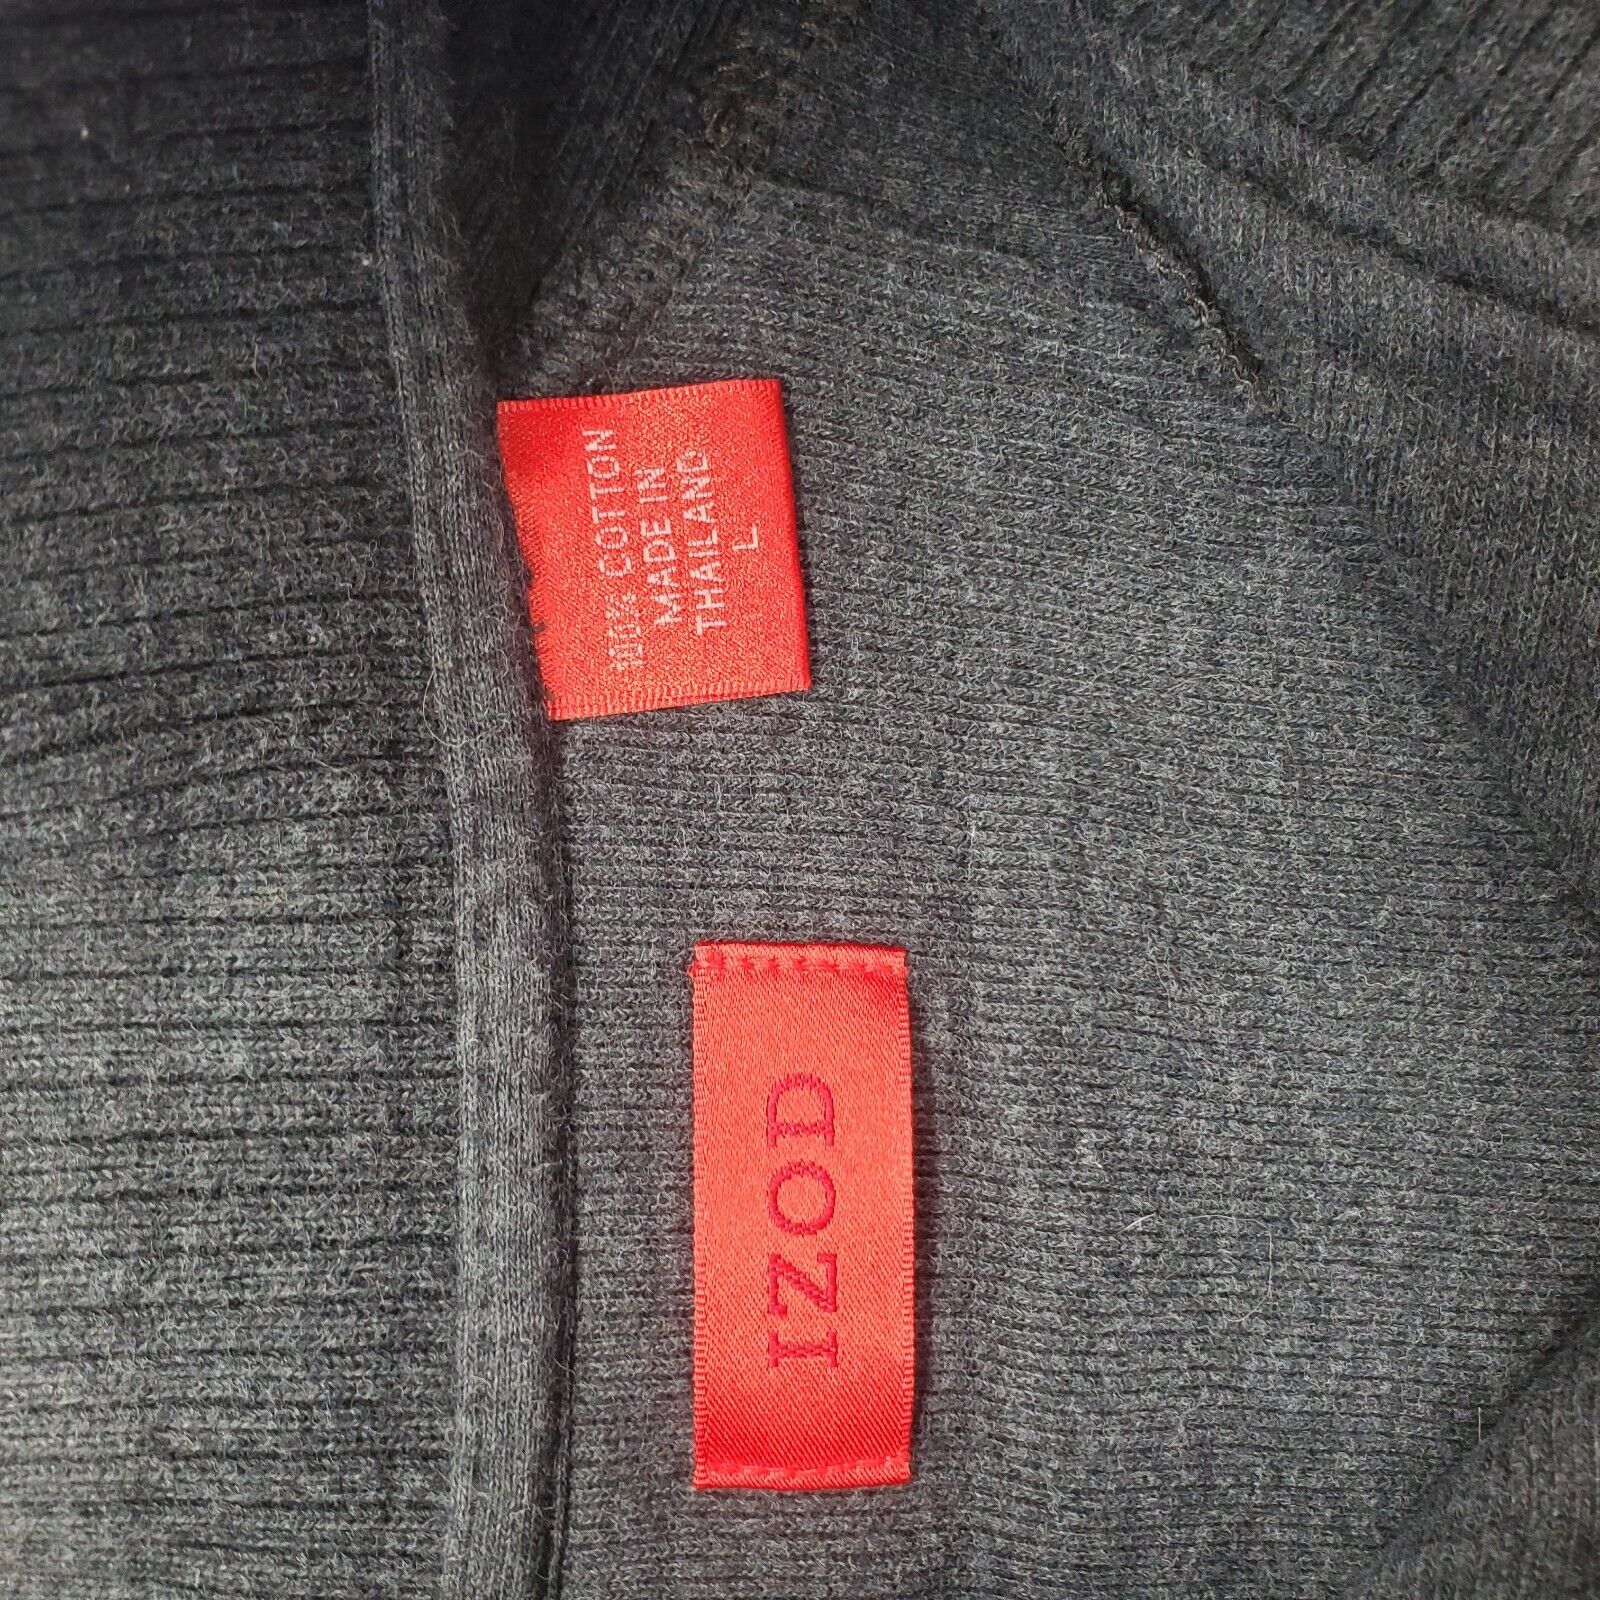 100% COTTON
MADE IN
THAILAND
L
IZOD